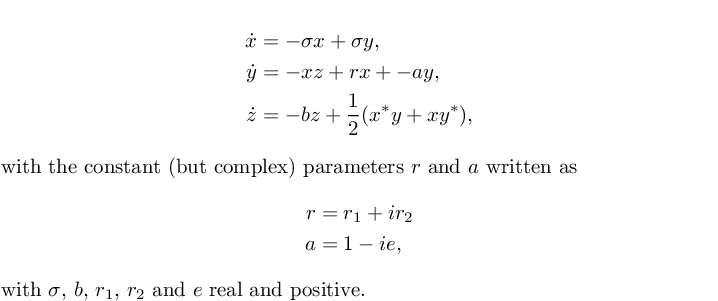 ẋ = −σx + σy,
ẏ = −xz + rx + −ay,
ż = −bz + \frac{1}{2}(x*y + xy*),
with the constant (but complex) parameters r and a written as
r = r₁ + ir₂
a = 1 − ie,
with σ, b, r₁, r₂ and e real and positive.